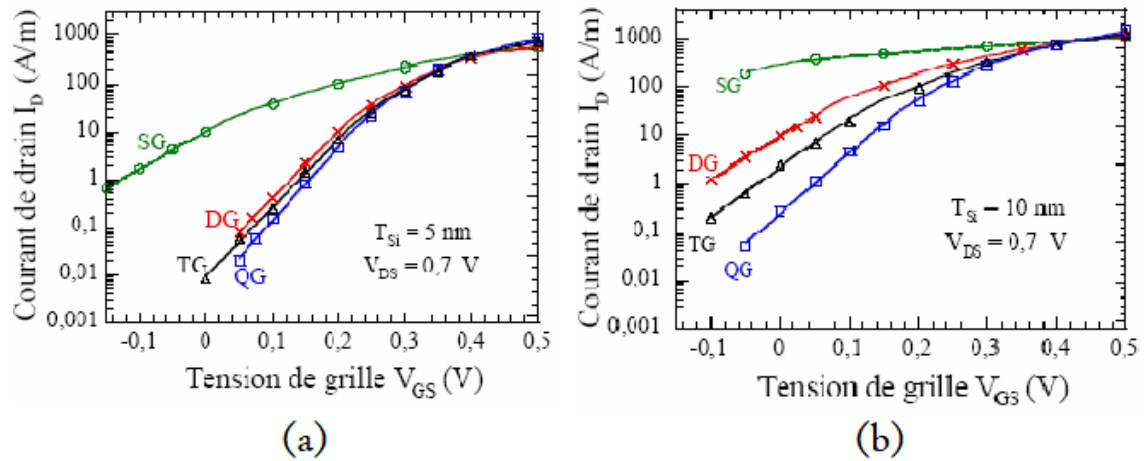 Courant de drain I_D (A/m)
1000
100
10
1
0,1
0,01
0,001
SG
DG
TG
QG
T_Si = 5 nm
V_DS = 0,7 V
-0,1 0 0,1 0,2 0,3 0,4 0,5
Tension de grille V_GS (V)
(a)
Courant de drain I_D (A/m)
1000
100
10
1
0,1
0,01
0,001
SG
DG
TG
QG
T_Si = 10 nm
V_DS = 0,7 V
-0,1 0 0,1 0,2 0,3 0,4 0,5
Tension de grille V_GS (V)
(b)